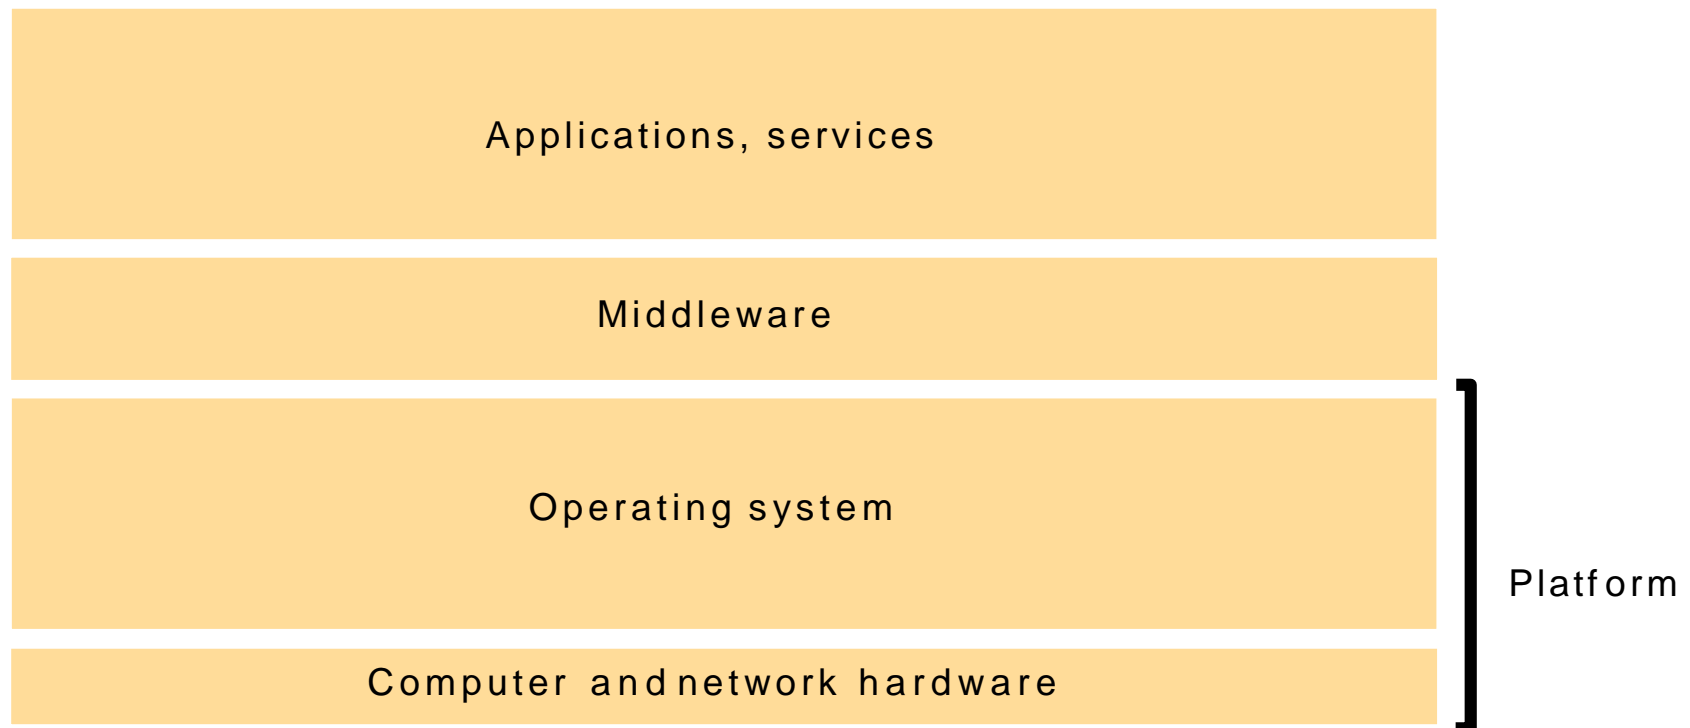 Applications, services
Middleware
Operating system
Platform
Computer and network hardware